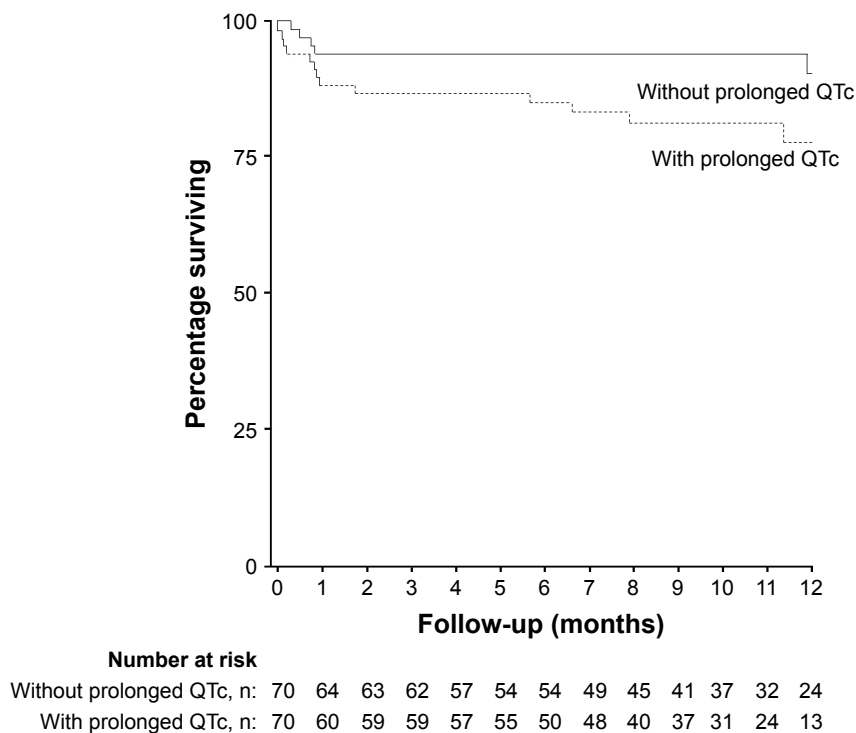 100
75
50
25
0
Percentage surviving
Without prolonged QTc
With prolonged QTc
0 1 2 3 4 5 6 7 8 9 10 11 12
Follow-up (months)
Number at risk
Without prolonged QTc, n: 70 64 63 62 57 54 54 49 45 41 37 32 24
With prolonged QTc, n: 70 60 59 59 57 55 50 48 40 37 31 24 13